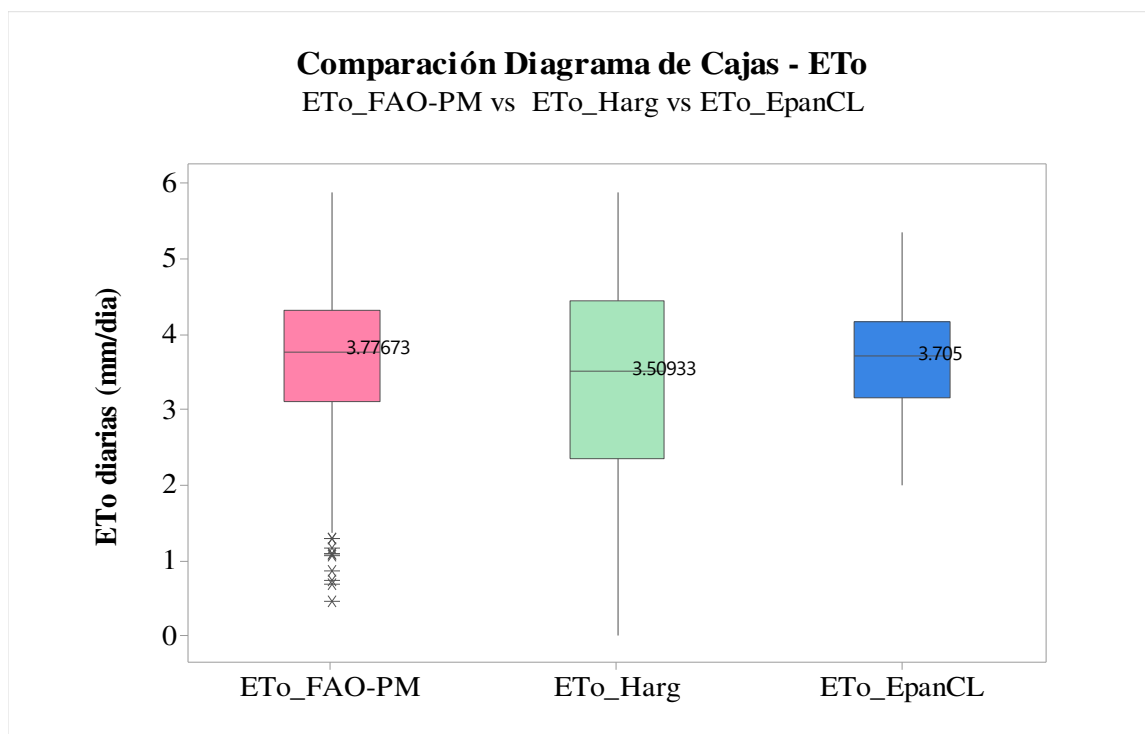 Comparación Diagrama de Cajas - ETo
ETo_FAO-PM vs  ETo_Harg vs ETo_EpanCL
ETo diarias (mm/dia)
6
5
4
3
2
1
0
3.77673
3.50933
3.705
ETo_FAO-PM
ETo_Harg
ETo_EpanCL